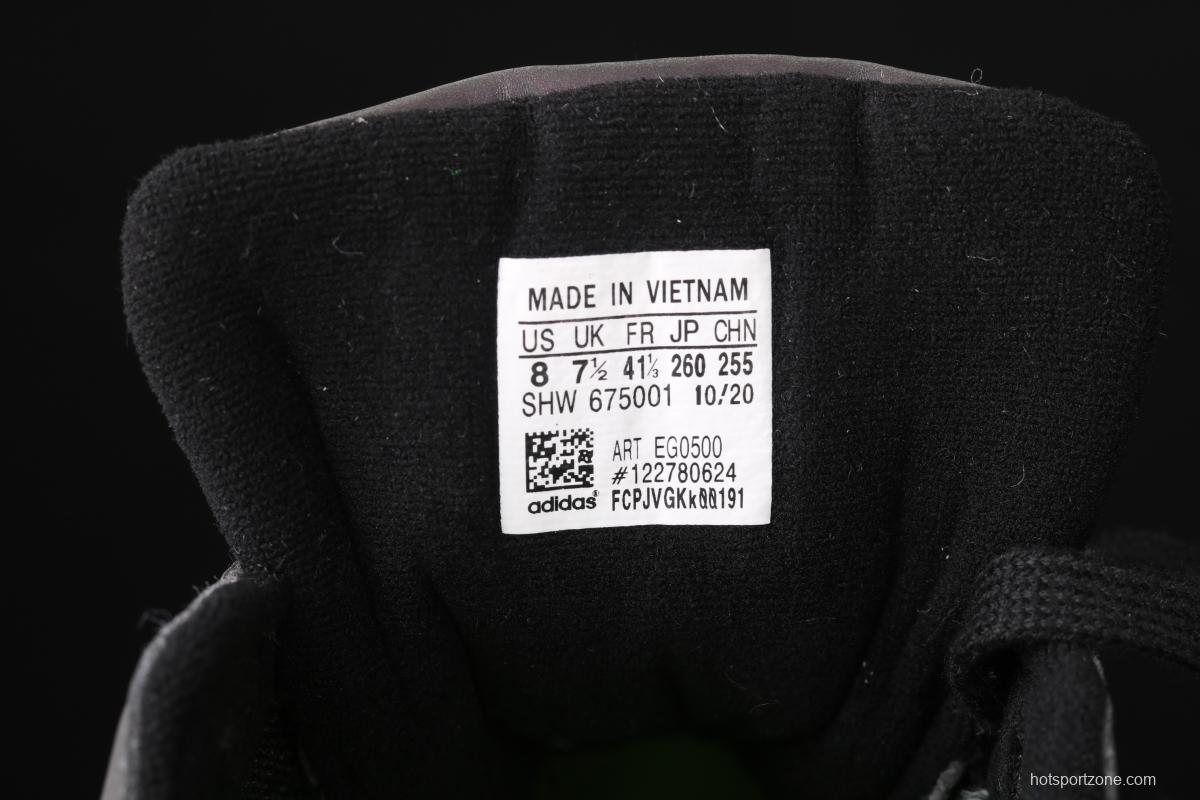 MADE IN VIETNAM
US UK FR JP CHN
8 7½ 41⅓ 260 255
SHW 675001 10/20
ART EG0500
#122780624
adidas® FCPJVGKkQQ191
hotsportzone.com